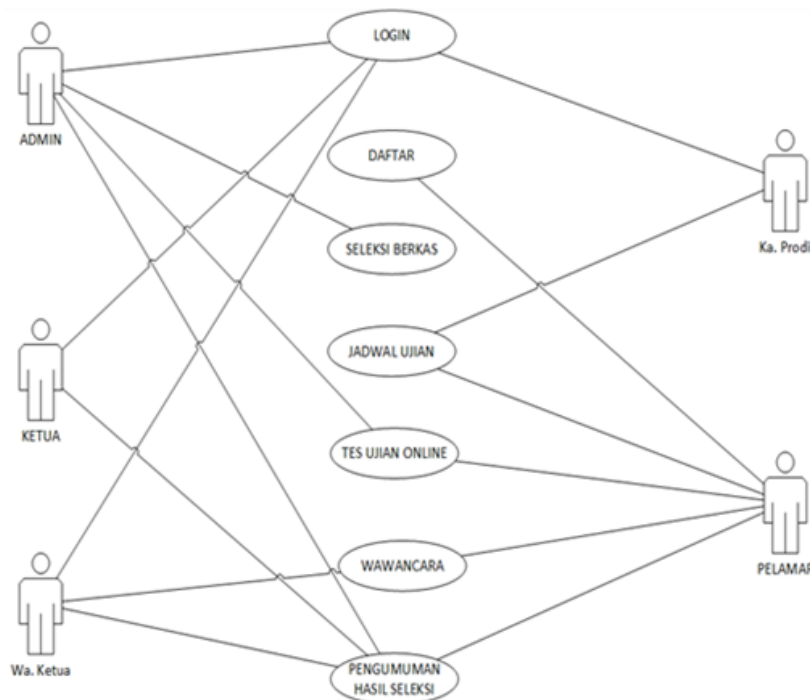 LOGIN
ADMIN
DAFTAR
Ka. Prodi
SELEKSI BERKAS
JADWAL UJIAN
KETUA
TES UJIAN ONLINE
WAWANCARA
PELAMAR
Wa. Ketua
PENGUMUMAN
HASIL SELEKSI